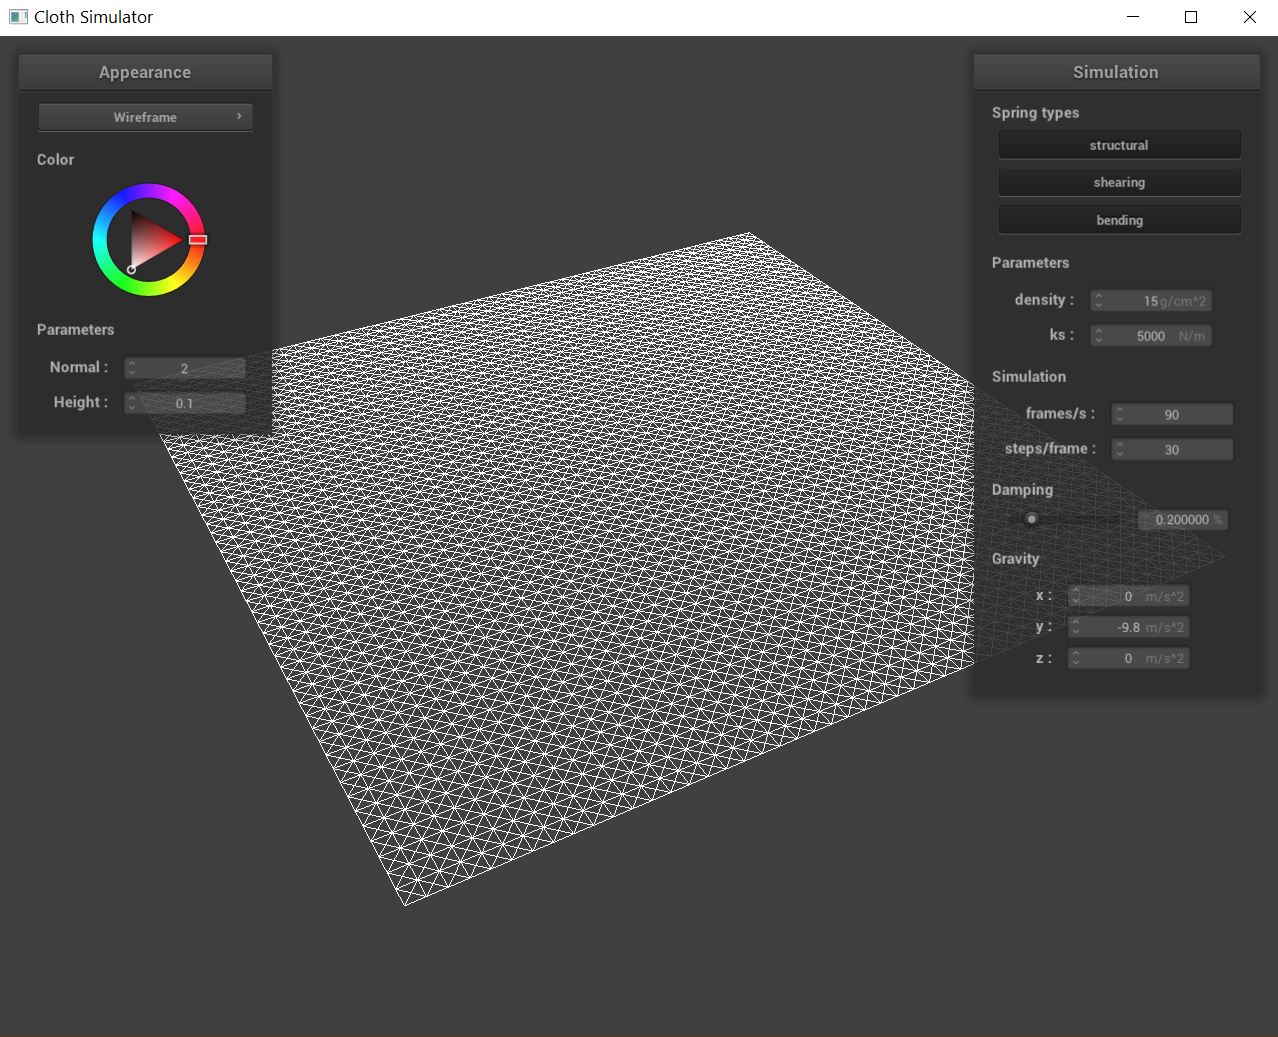 Cloth Simulator
Appearance
Wireframe
Color
Parameters
Normal : 2
Height : 0.1
Simulation
Spring types
structural
shearing
bending
Parameters
density : 15 g/cm^2
ks : 5000 N/m
Simulation
frames/s : 90
steps/frame : 30
Damping
0.200000 %
Gravity
x : 0 m/s^2
y : -9.8 m/s^2
z : 0 m/s^2